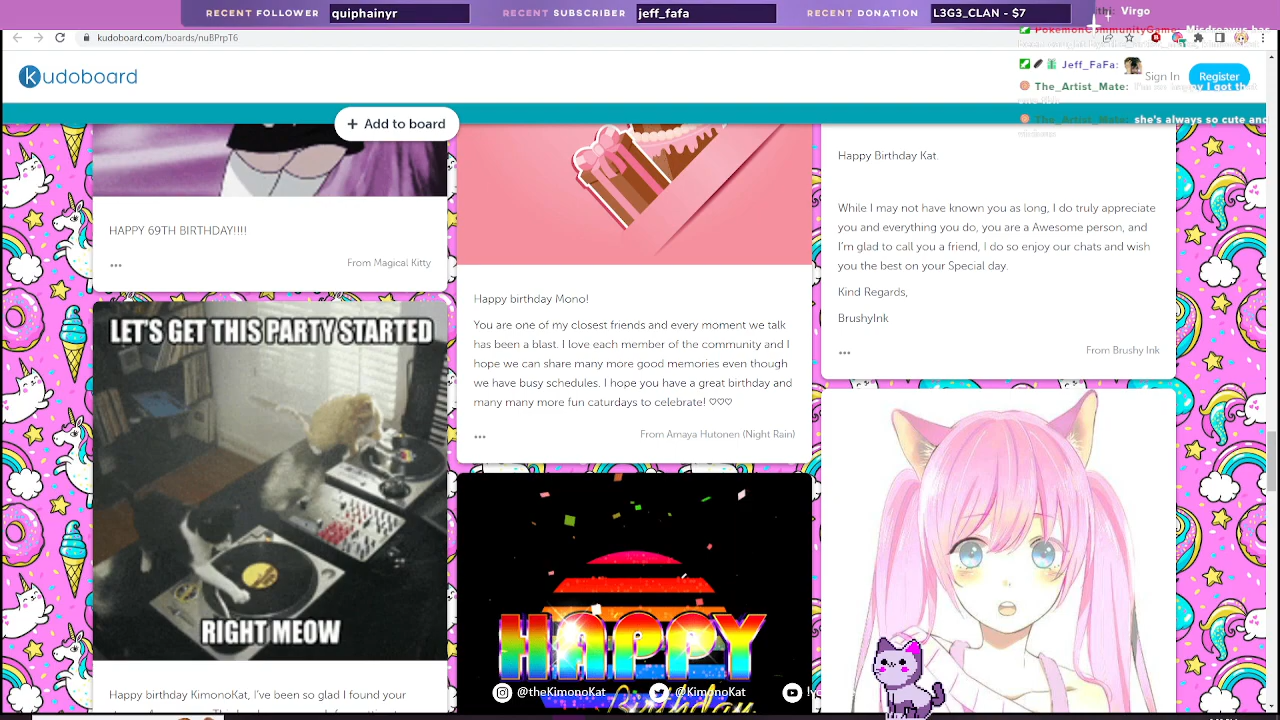 RECENT FOLLOWER quiphainyr RECENT SUBSCRIBER jeff_fafa RECENT DONATION L3G3_CLAN - $7
Virgo
kudoboard.com/boards/nuBPrpT6
PokemonCommunityGame:
Jeff_FaFa:
kudoboard
Sign In Register
The_Artist_Mate:
The_Artist_Mate: she's always so cute and
+ Add to board
HAPPY 69TH BIRTHDAY!!!!
From Magical Kitty
LET'S GET THIS PARTY STARTED
RIGHT MEOW
Happy birthday KimonoKat, I've been so glad I found your
Happy birthday Mono!
You are one of my closest friends and every moment we talk
has been a blast. I love each member of the community and I
hope we can share many more good memories even though
we have busy schedules. I hope you have a great birthday and
many many more fun caturdays to celebrate! ♡♡♡
From Amaya Hutonen (Night Rain)
HAPPY
Birthday
Happy Birthday Kat.
While I may not have known you as long, I do truly appreciate
you and everything you do, you are a Awesome person, and
I'm glad to call you a friend, I do so enjoy our chats and wish
you the best on your Special day.
Kind Regards,
BrushyInk
From Brushy Ink
@theKimonoKat @KimonoKat